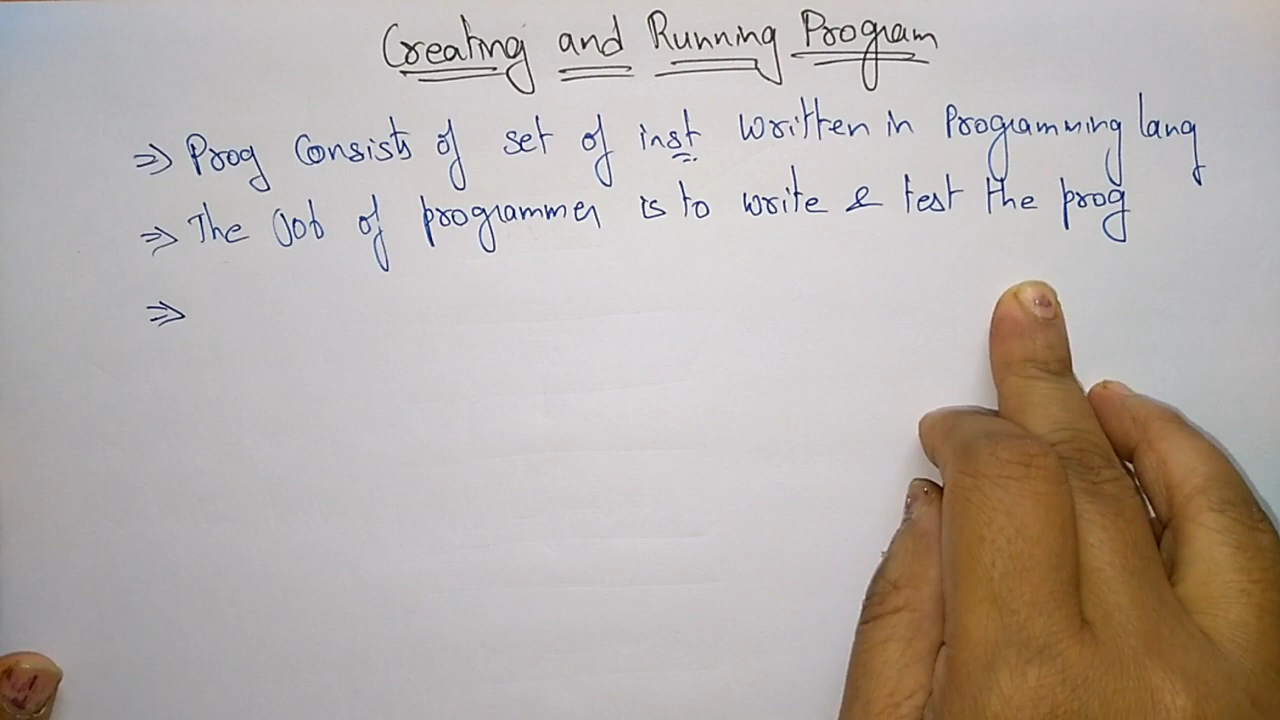 Creating and Running Program
⇒ Prog Consists of set of inst written in Programming lang
⇒ The Job of programmer is to write & test the prog
⇒